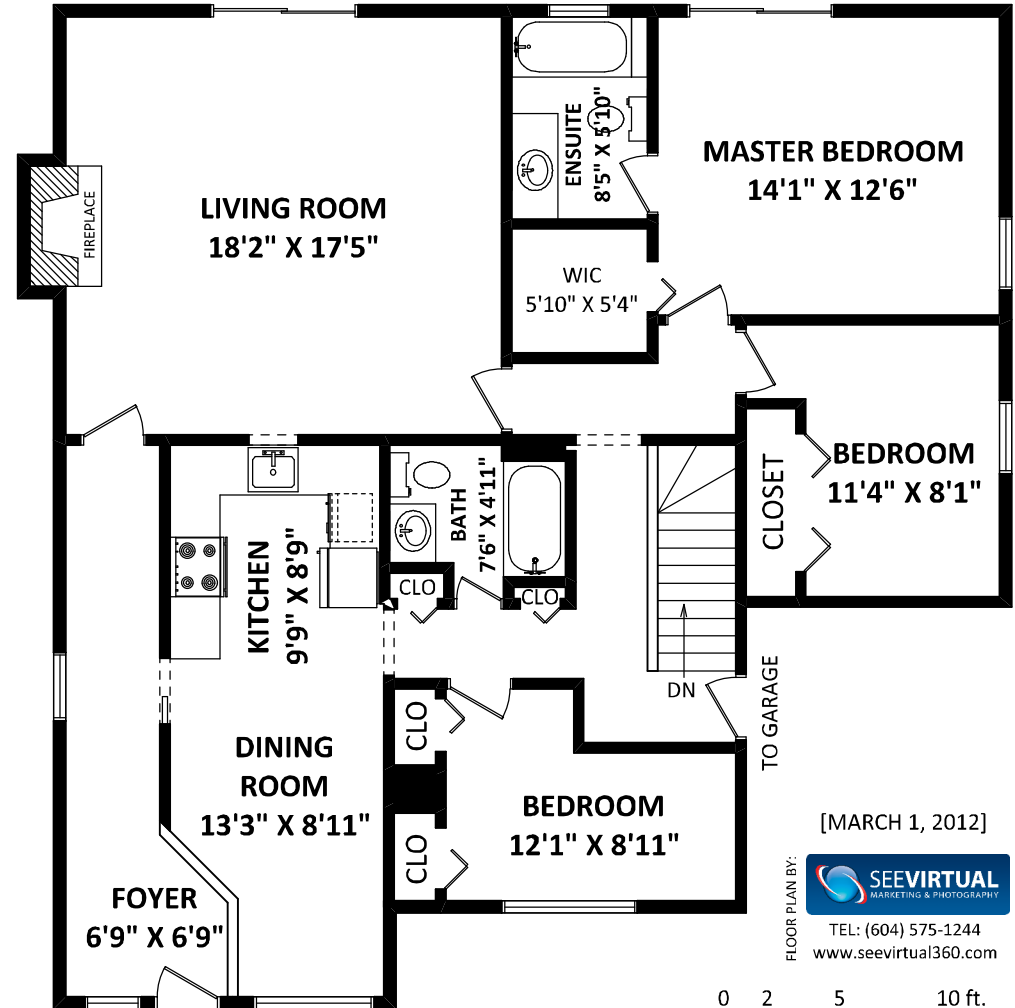 LIVING ROOM
18'2" X 17'5"
FIREPLACE
ENSUITE
8'5" X 5'10"
MASTER BEDROOM
14'1" X 12'6"
WIC
5'10" X 5'4"
BEDROOM
11'4" X 8'1"
CLOSET
KITCHEN
9'9" X 8'9"
BATH
7'6" X 4'11"
CLO
CLO
DN
TO GARAGE
CLO
CLO
DINING
ROOM
13'3" X 8'11"
BEDROOM
12'1" X 8'11"
FOYER
6'9" X 6'9"
[MARCH 1, 2012]
FLOOR PLAN BY:
SEEVIRTUAL
MARKETING & PHOTOGRAPHY
TEL: (604) 575-1244
www.seevirtual360.com
0 2 5 10 ft.